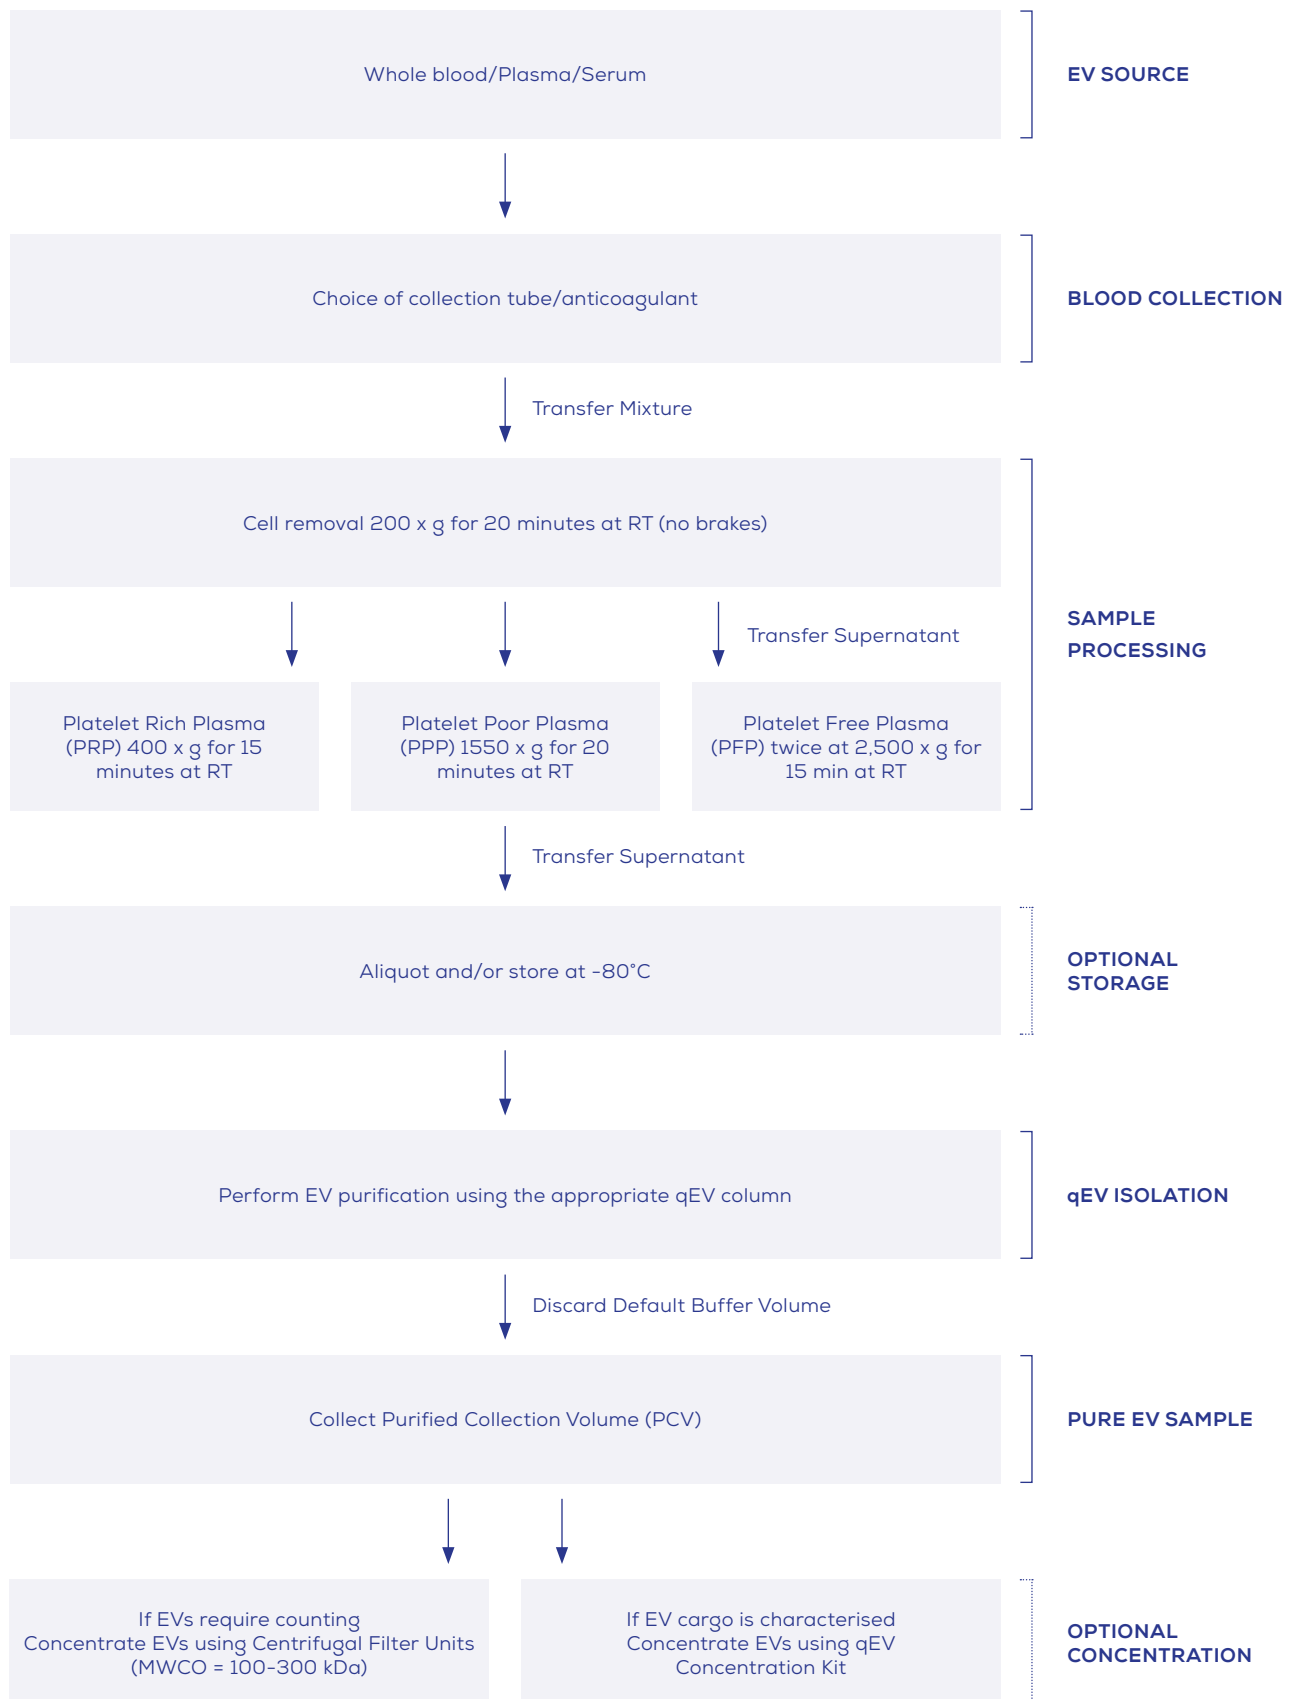 Whole blood/Plasma/Serum
EV SOURCE
Choice of collection tube/anticoagulant
BLOOD COLLECTION
Transfer Mixture
Cell removal 200 x g for 20 minutes at RT (no brakes)
SAMPLE
PROCESSING
Transfer Supernatant
Platelet Rich Plasma
(PRP) 400 x g for 15
minutes at RT
Platelet Poor Plasma
(PPP) 1550 x g for 20
minutes at RT
Platelet Free Plasma
(PFP) twice at 2,500 x g for
15 min at RT
Transfer Supernatant
Aliquot and/or store at -80°C
OPTIONAL
STORAGE
Perform EV purification using the appropriate qEV column
qEV ISOLATION
Discard Default Buffer Volume
Collect Purified Collection Volume (PCV)
PURE EV SAMPLE
If EVs require counting
Concentrate EVs using Centrifugal Filter Units
(MWCO = 100-300 kDa)
If EV cargo is characterised
Concentrate EVs using qEV
Concentration Kit
OPTIONAL
CONCENTRATION